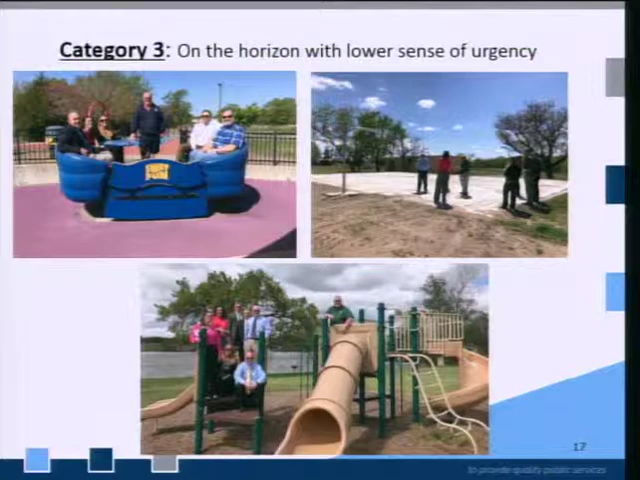 Category 3: On the horizon with lower sense of urgency
17
to provide quality public services